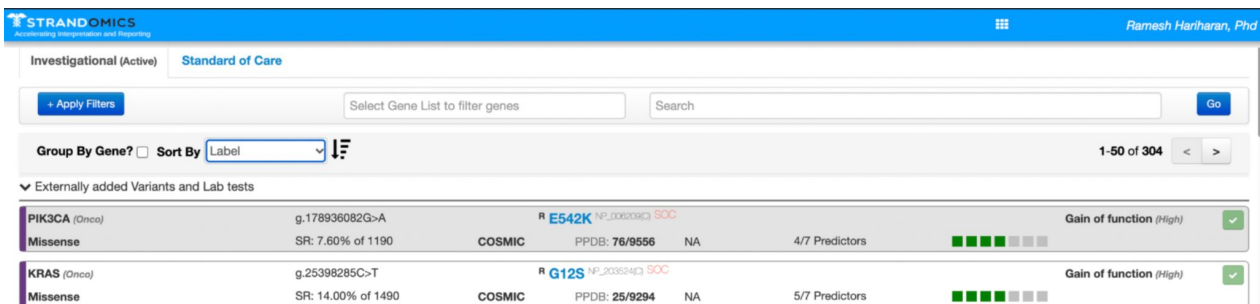 STRANDOMICS
Accelerating Interpretation and Reporting
Ramesh Hariharan, Phd
Investigational (Active) Standard of Care
+ Apply Filters Select Gene List to filter genes Search Go
Group By Gene? Sort By Label 1-50 of 304 < >
Externally added Variants and Lab tests
PIK3CA (Onco) g.178936082G>A R E542K NP_006209(C) SOC Gain of function (High)
Missense SR: 7.60% of 1190 COSMIC PPDB: 76/9556 NA 4/7 Predictors
KRAS (Onco) g.25398285C>T R G12S NP_203524(C) SOC Gain of function (High)
Missense SR: 14.00% of 1490 COSMIC PPDB: 25/9294 NA 5/7 Predictors